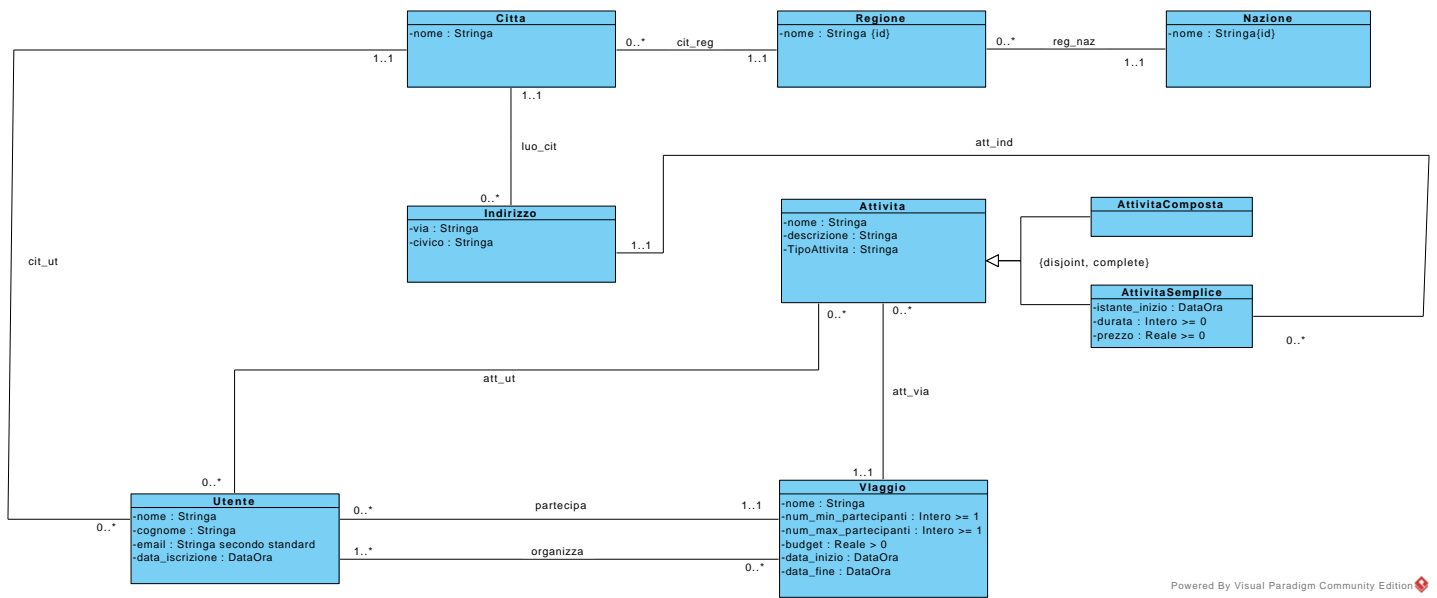 Citta
-nome : Stringa
Regione
-nome : Stringa {id}
Nazione
-nome : Stringa{id}
0..*
cit_reg
1..1
0..*
reg_naz
1..1
1..1
1..1
luo_cit
0..*
att_ind
Indirizzo
-via : Stringa
-civico : Stringa
1..1
Attivita
-nome : Stringa
-descrizione : Stringa
-TipoAttivita : Stringa
AttivitaComposta
{disjoint, complete}
AttivitaSemplice
-istante_inizio : DataOra
-durata : Intero >= 0
-prezzo : Reale >= 0
0..*
cit_ut
0..*
0..*
att_ut
att_via
0..*
1..1
Utente
-nome : Stringa
-cognome : Stringa
-email : Stringa secondo standard
-data_iscrizione : DataOra
0..*
0..*
partecipa
1..1
1..*
organizza
0..*
VIaggio
-nome : Stringa
-num_min_partecipanti : Intero >= 1
-num_max_partecipanti : Intero >= 1
-budget : Reale > 0
-data_inizio : DataOra
-data_fine : DataOra
Powered By Visual Paradigm Community Edition